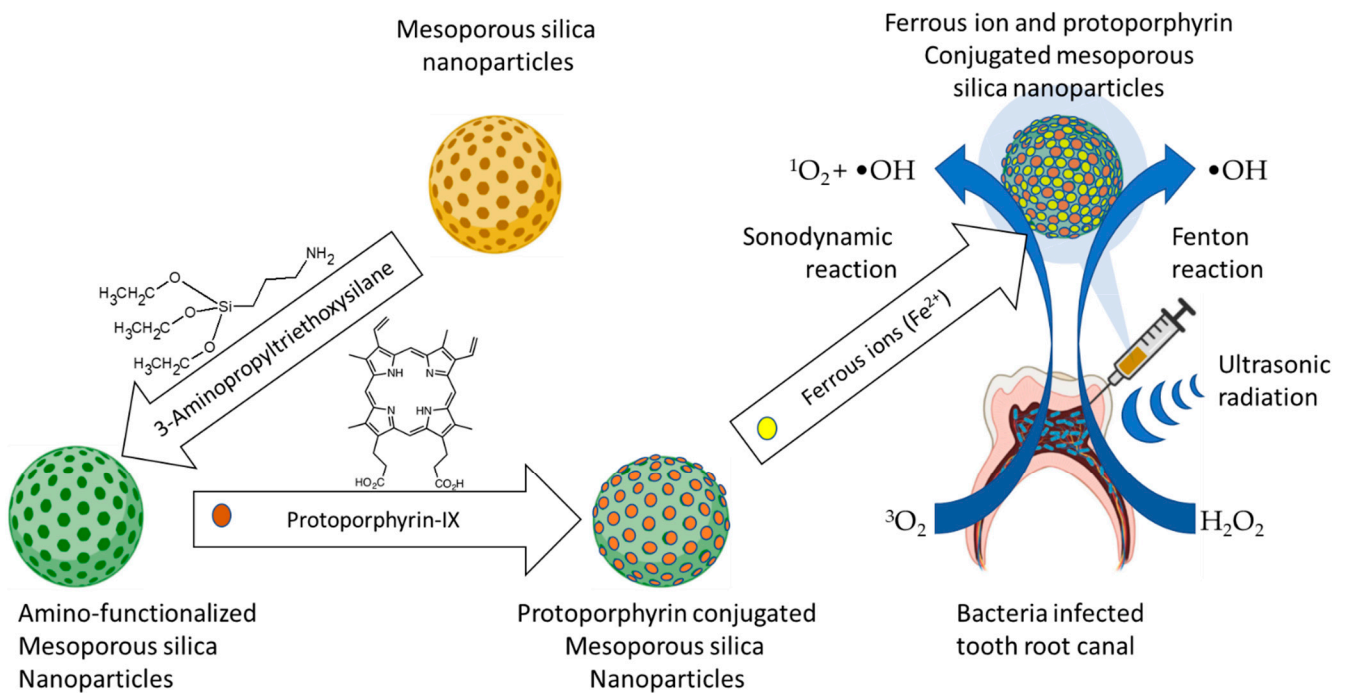 Mesoporous silica
nanoparticles
NH₂
H₃CH₂C
O
Si
H₃CH₂C
O
H₃CH₂C
O
3-Aminopropyltriethoxysilane
Amino-functionalized
Mesoporous silica
Nanoparticles
NH
N
N
HN
HO₂C
CO₂H
Protoporphyrin-IX
Protoporphyrin conjugated
Mesoporous silica
Nanoparticles
Ferrous ions (Fe²⁺)
Ferrous ion and protoporphyrin
Conjugated mesoporous
silica nanoparticles
¹O₂+ •OH
•OH
Sonodynamic
reaction
Fenton
reaction
Ultrasonic
radiation
³O₂
H₂O₂
Bacteria infected
tooth root canal